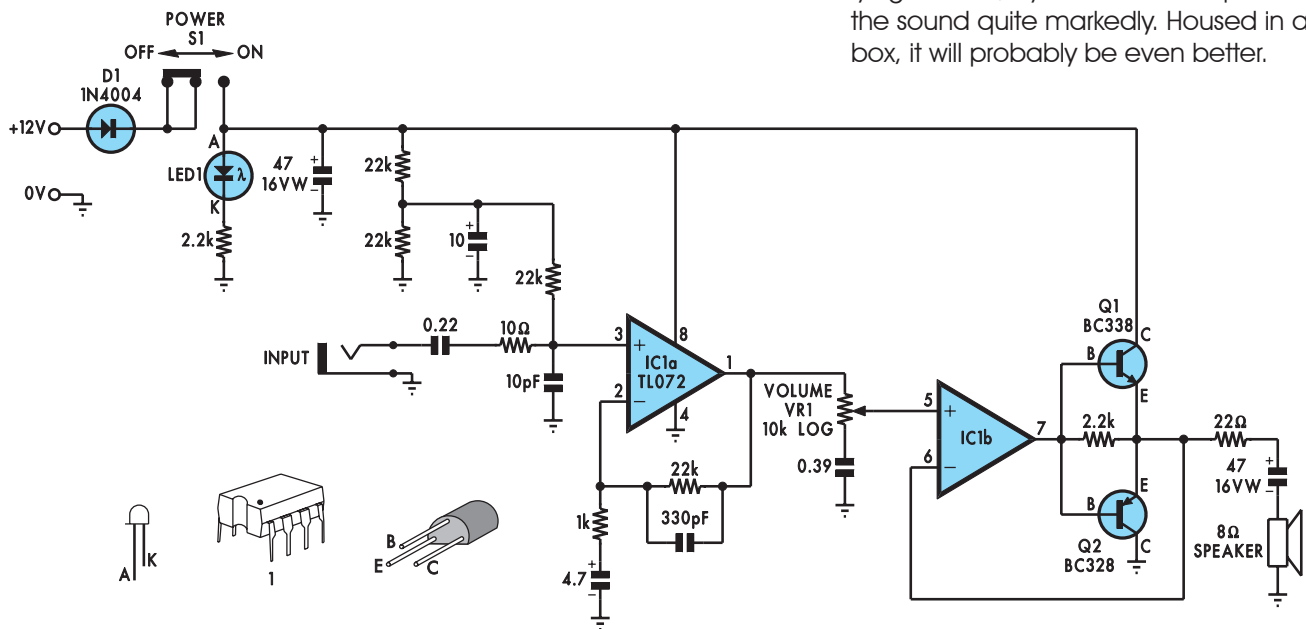 the sound quite markedly. Housed in a
box, it will probably be even better.
POWER
S1
OFF ON
D1
1N4004
+12V
0V
A
LED1 λ
K
2.2k
47
16VW
+
−
22k
22k
+
10
−
22k
INPUT
0.22
10Ω
10pF
3
+
8
IC1a
TL072
1
2
−
4
22k
330pF
1k
+
4.7
−
VOLUME
VR1
10k LOG
0.39
5
+
IC1b
7
6
−
2.2k
Q1
BC338
C
B
E
E
B
C
Q2
BC328
22Ω
+
47
16VW
−
8Ω
SPEAKER
A
K
1
B
E
C